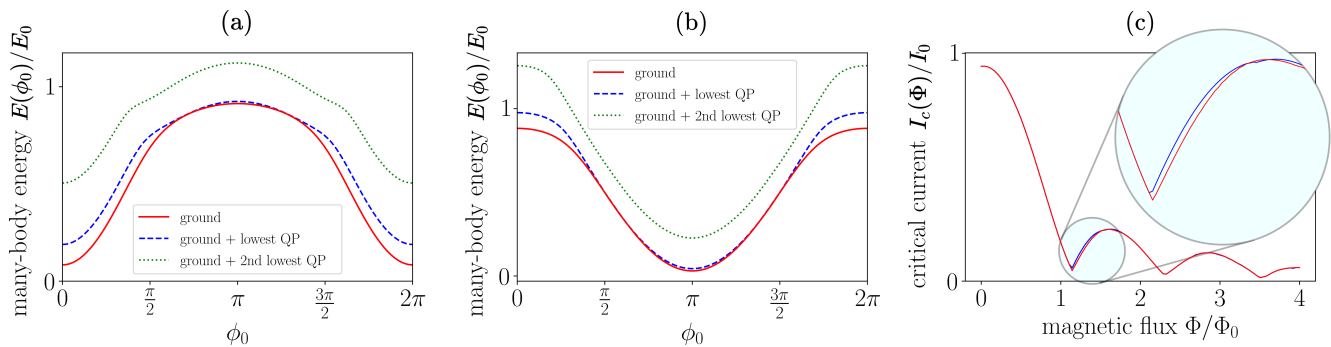 (a)
many-body energy E(ϕ₀)/E₀
1
0
ground
ground + lowest QP
ground + 2nd lowest QP
0
π/2
π
3π/2
2π
ϕ₀
(b)
many-body energy E(ϕ₀)/E₀
1
0
ground
ground + lowest QP
ground + 2nd lowest QP
0
π/2
π
3π/2
2π
ϕ₀
(c)
critical current I_c(Φ)/I₀
1
0
0
1
2
3
4
magnetic flux Φ/Φ₀